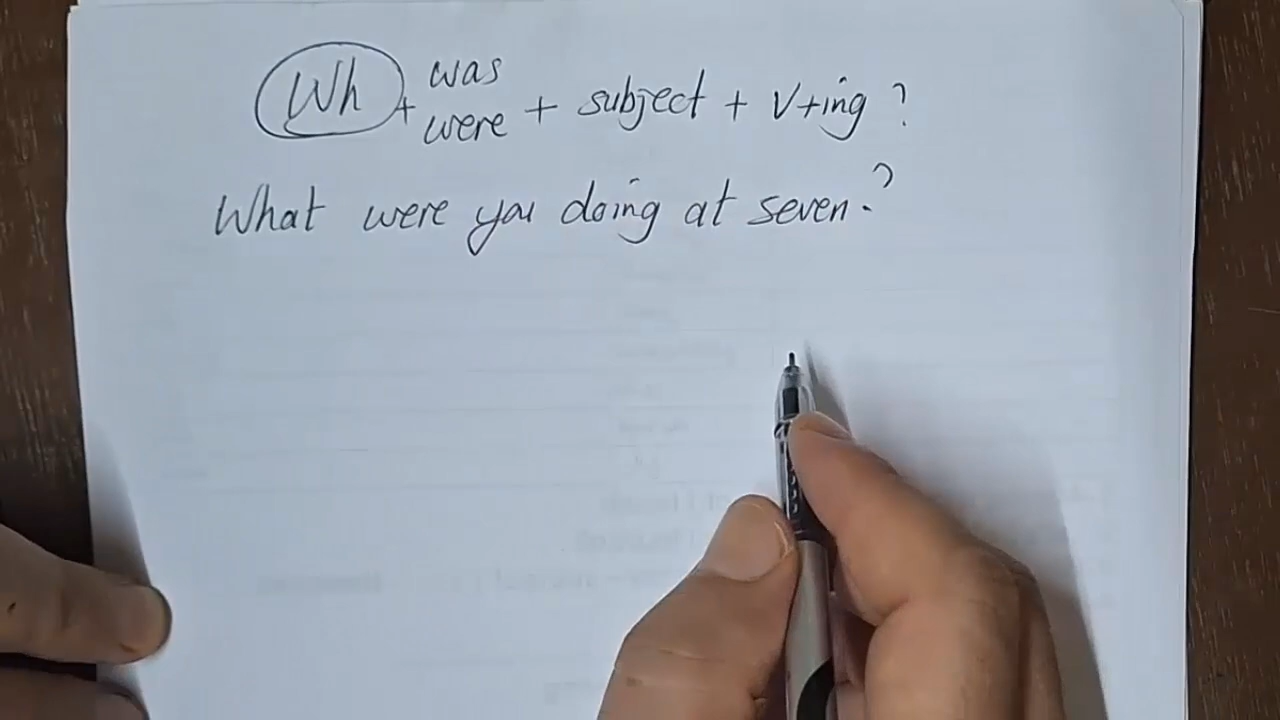 Wh + was were + subject + V+ing ?
What were you doing at seven.?